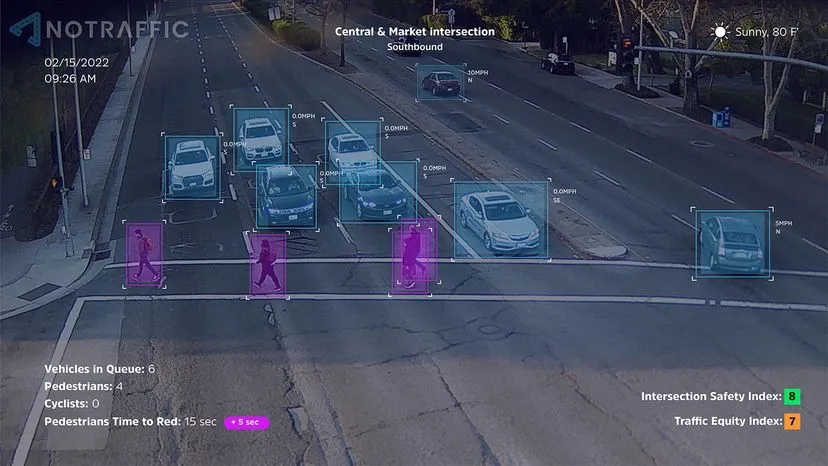 NOTRAFFIC
Central & Market intersection
Southbound
Sunny, 80 F'
02/15/2022
09:26 AM
10MPH
N
0.0MPH
S
0.0MPH
S
0.0MPH
S
0.0MPH
S
0.0MPH
S
0.0MPH
SE
5MPH
N
Vehicles in Queue: 6
Pedestrians: 4
Cyclists: 0
Pedestrians Time to Red: 15 sec + 5 sec
Intersection Safety Index: 8
Traffic Equity Index: 7